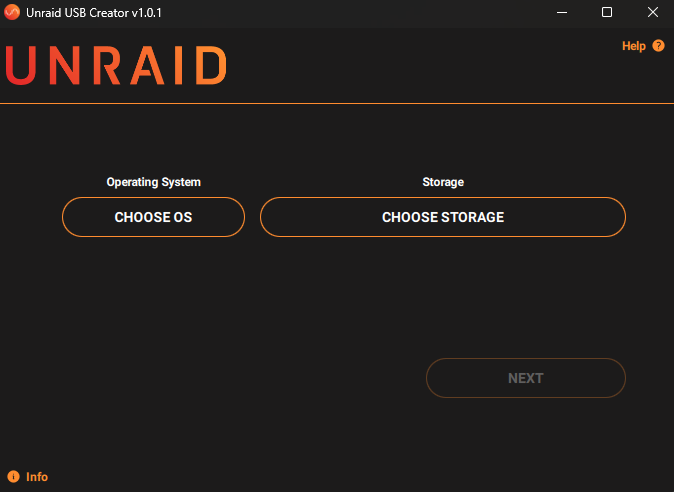 Unraid USB Creator v1.0.1
UNRAID
Help ?
Operating System
Storage
CHOOSE OS
CHOOSE STORAGE
NEXT
i Info